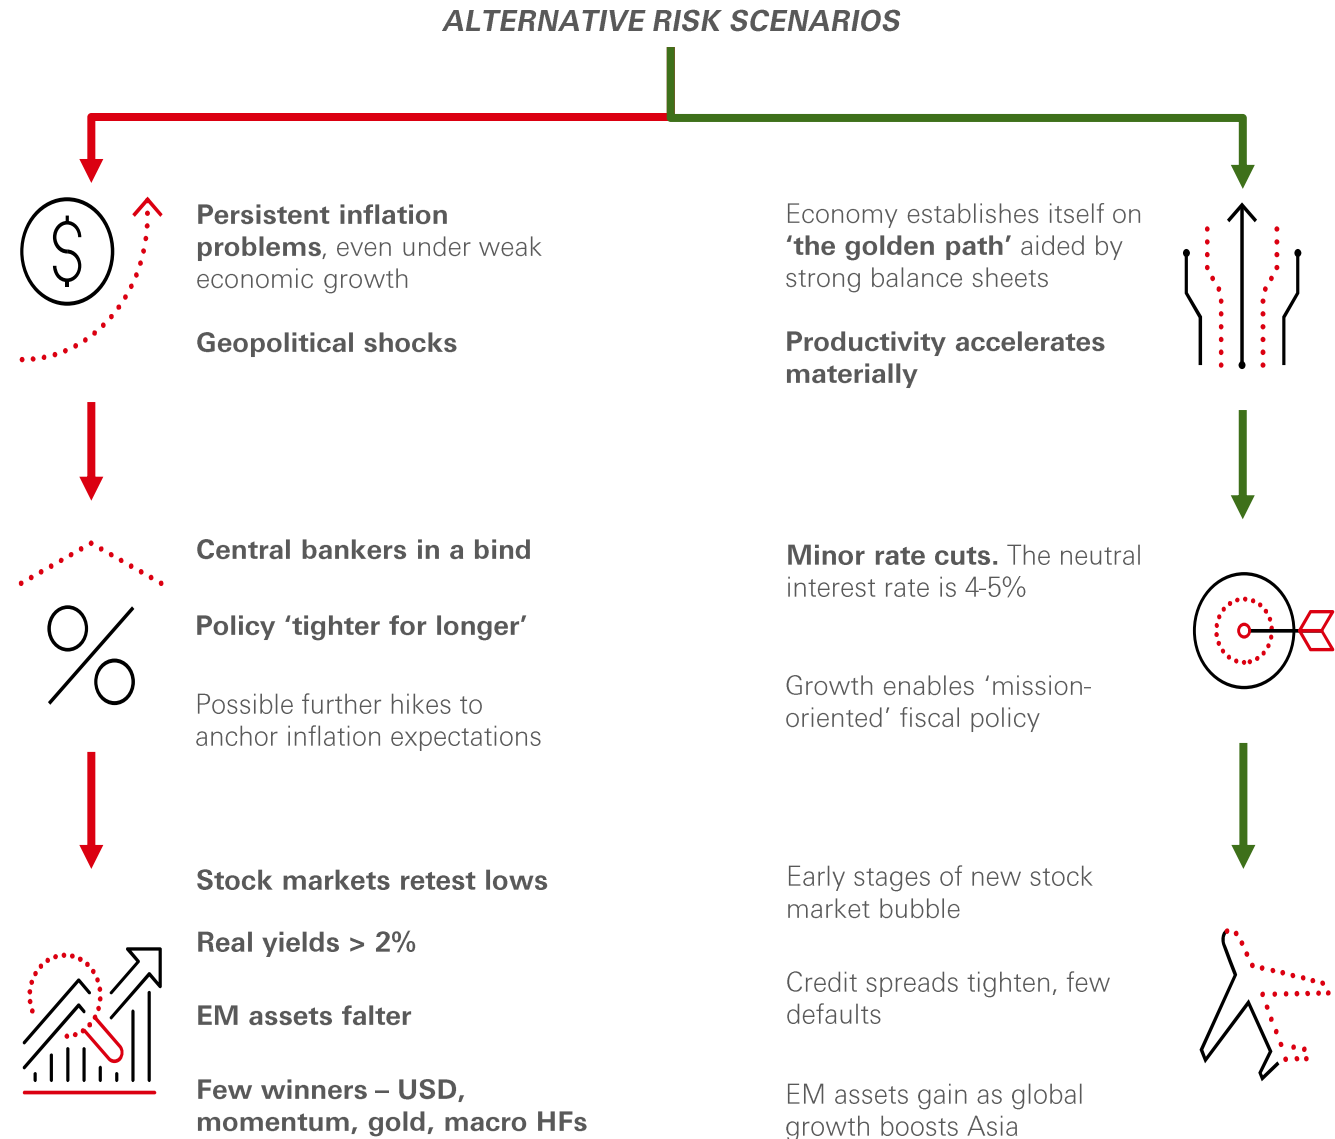 ALTERNATIVE RISK SCENARIOS
Persistent inflation
problems, even under weak
economic growth
Geopolitical shocks
Central bankers in a bind
Policy ‘tighter for longer’
Possible further hikes to
anchor inflation expectations
Stock markets retest lows
Real yields > 2%
EM assets falter
Few winners – USD,
momentum, gold, macro HFs
Economy establishes itself on
‘the golden path’ aided by
strong balance sheets
Productivity accelerates
materially
Minor rate cuts. The neutral
interest rate is 4-5%
Growth enables ‘mission-
oriented’ fiscal policy
Early stages of new stock
market bubble
Credit spreads tighten, few
defaults
EM assets gain as global
growth boosts Asia